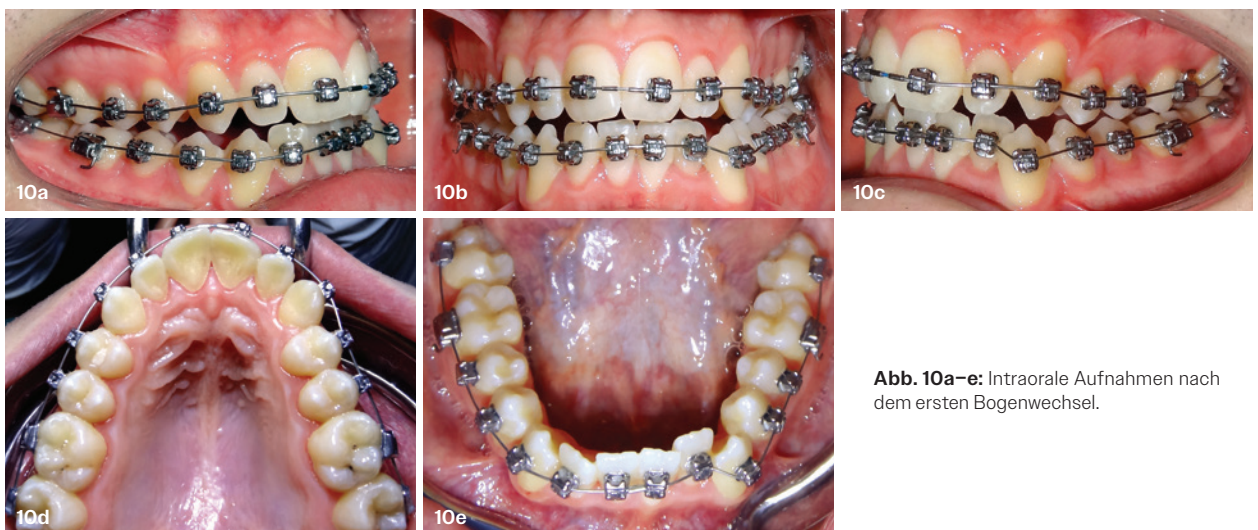 10a
10b
10c
10d
10e
Abb. 10a–e: Intraorale Aufnahmen nach
dem ersten Bogenwechsel.